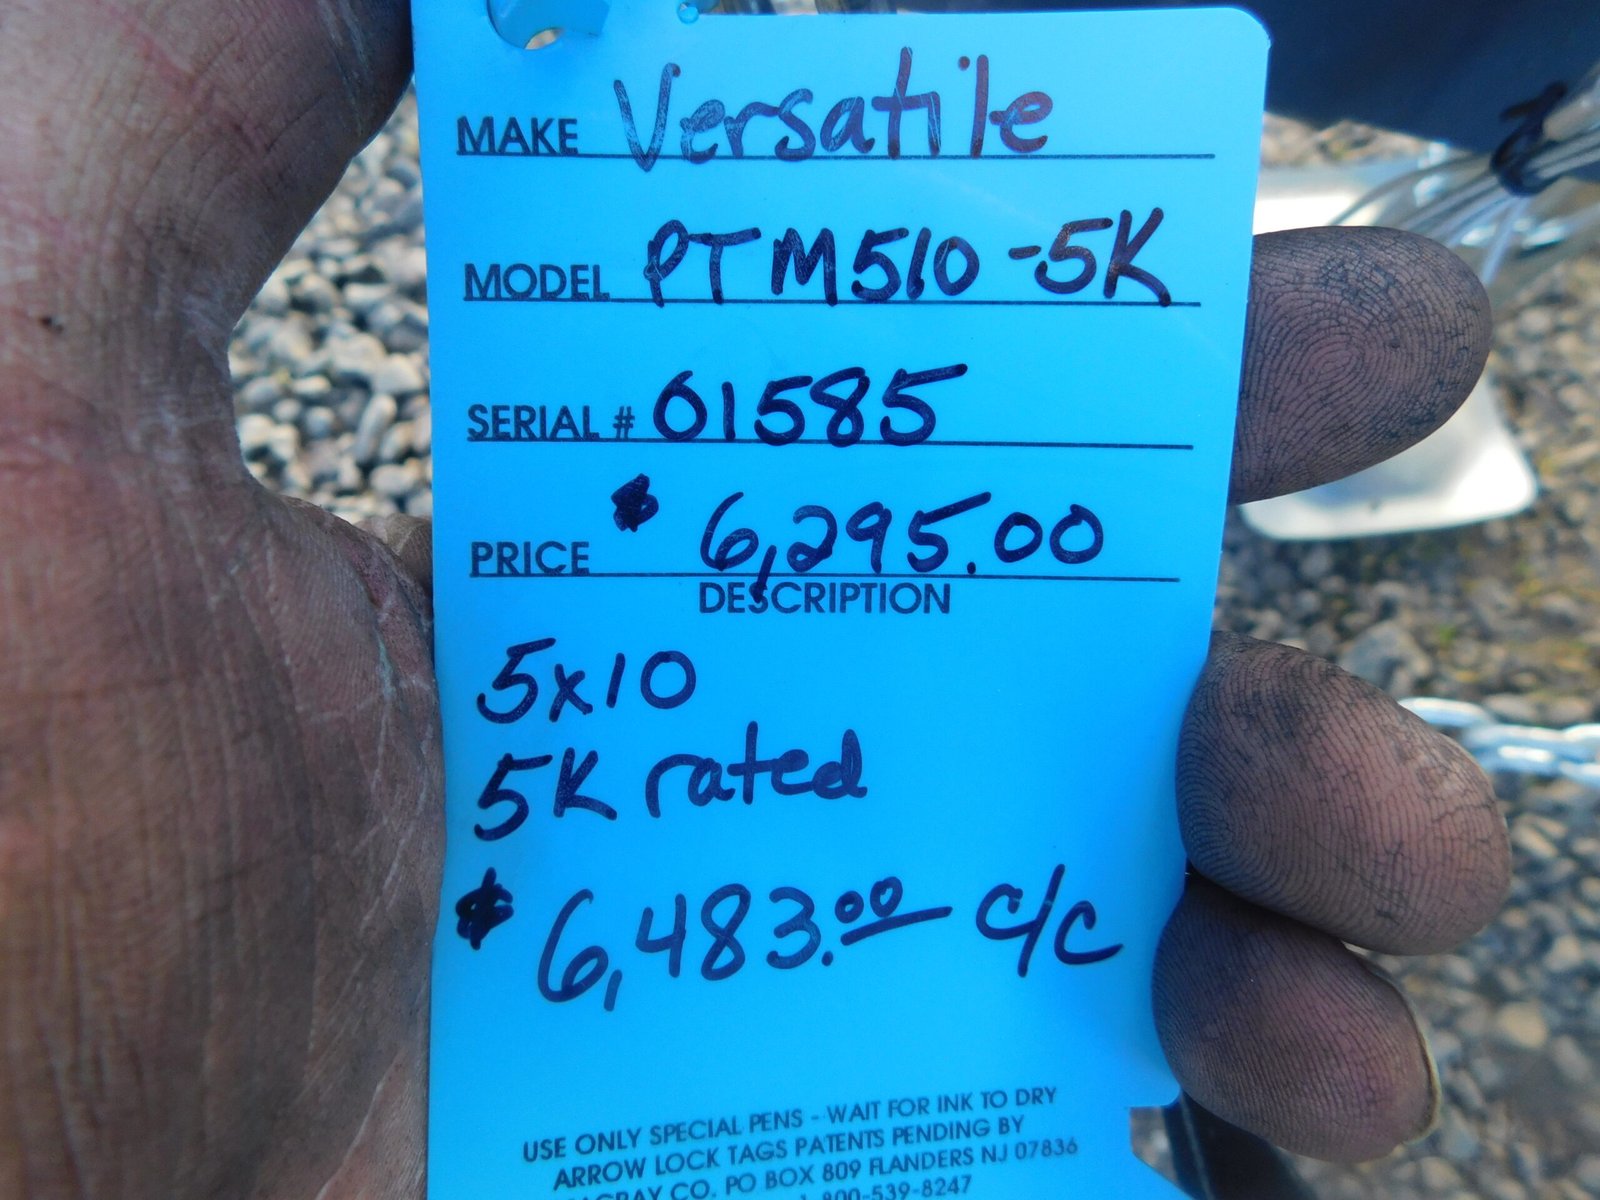 MAKE Versatile
MODEL PTM510-5K
SERIAL # 01585
PRICE $ 6,295.00
DESCRIPTION
5x10
5K rated
$ 6,483.00 c/c
USE ONLY SPECIAL PENS - WAIT FOR INK TO DRY
ARROW LOCK TAGS PATENTS PENDING BY
CO. PO BOX 809 FLANDERS NJ 07836
800-539-8247